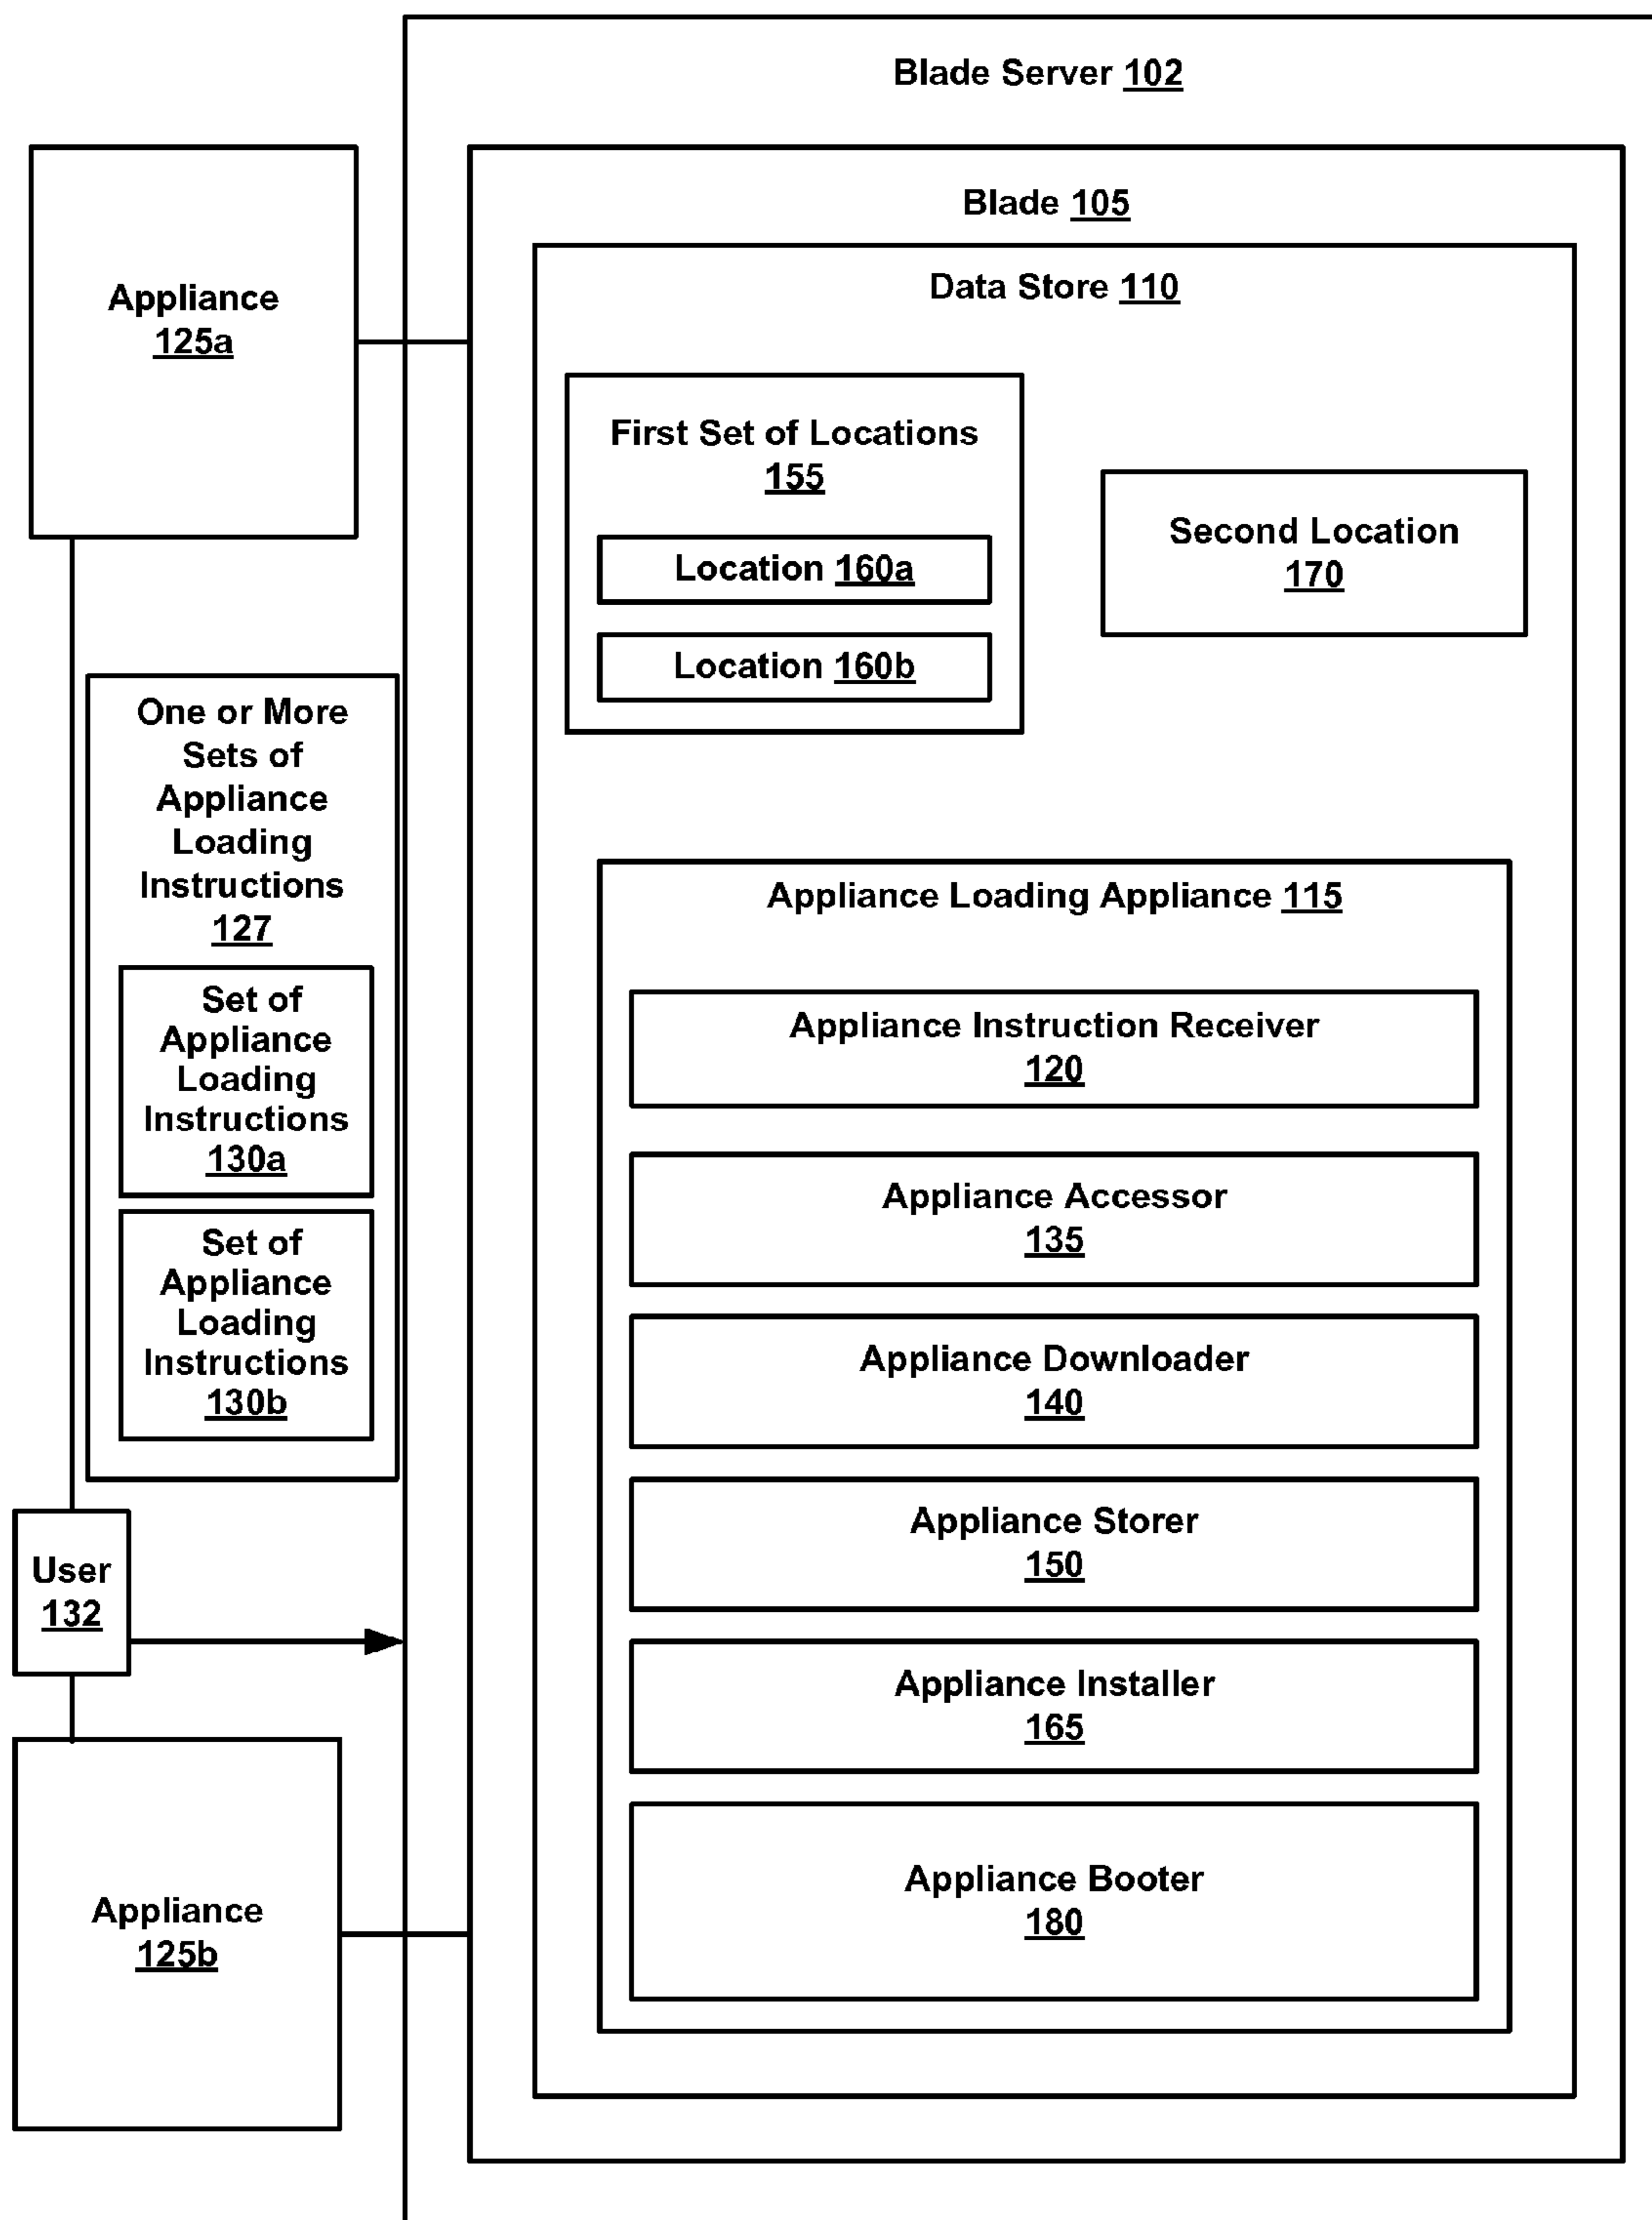 Blade Server 102
Blade 105
Data Store 110
Appliance
125a
First Set of Locations
155
Location 160a
Location 160b
Second Location
170
One or More
Sets of
Appliance
Loading
Instructions
127
Set of
Appliance
Loading
Instructions
130a
Set of
Appliance
Loading
Instructions
130b
Appliance Loading Appliance 115
Appliance Instruction Receiver
120
Appliance Accessor
135
Appliance Downloader
140
Appliance Storer
150
User
132
Appliance Installer
165
Appliance Booter
180
Appliance
125b